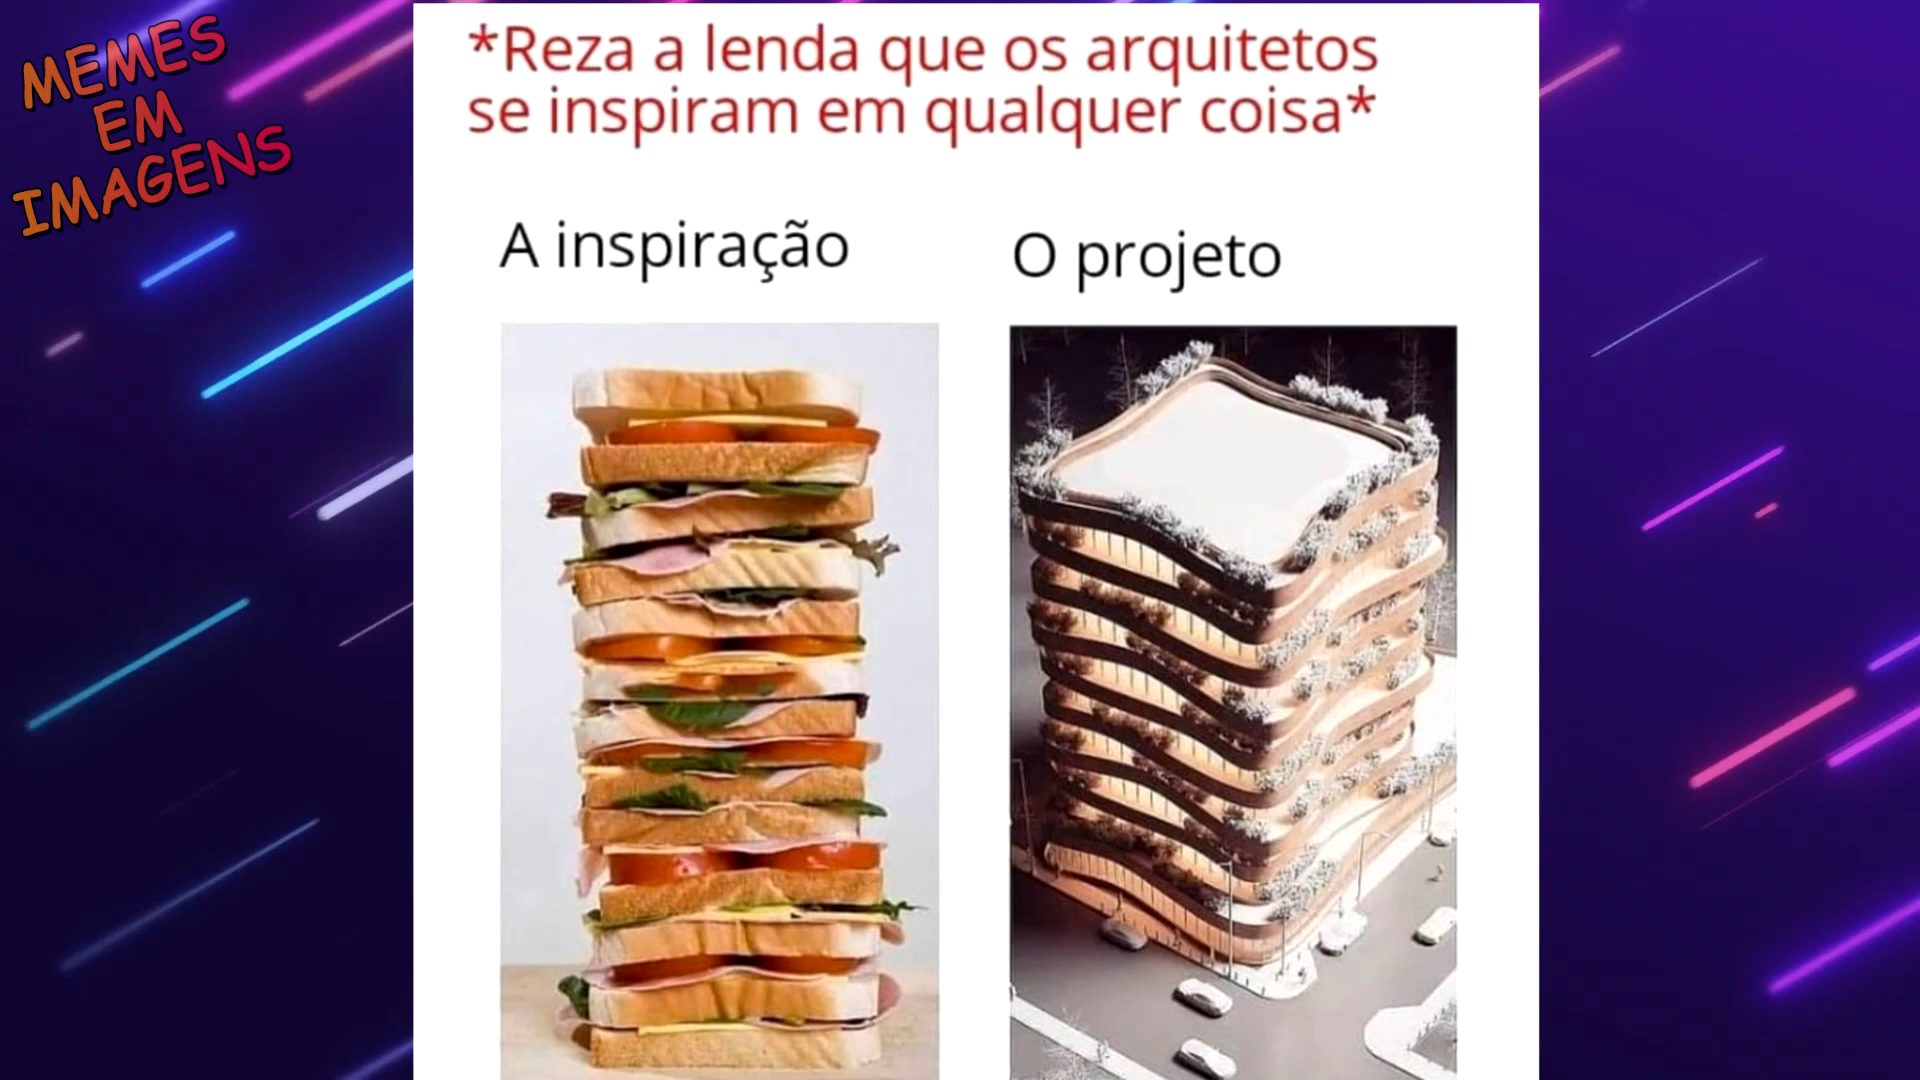 MEMES
EM
IMAGENS
*Reza a lenda que os arquitetos
se inspiram em qualquer coisa*
A inspiração
O projeto